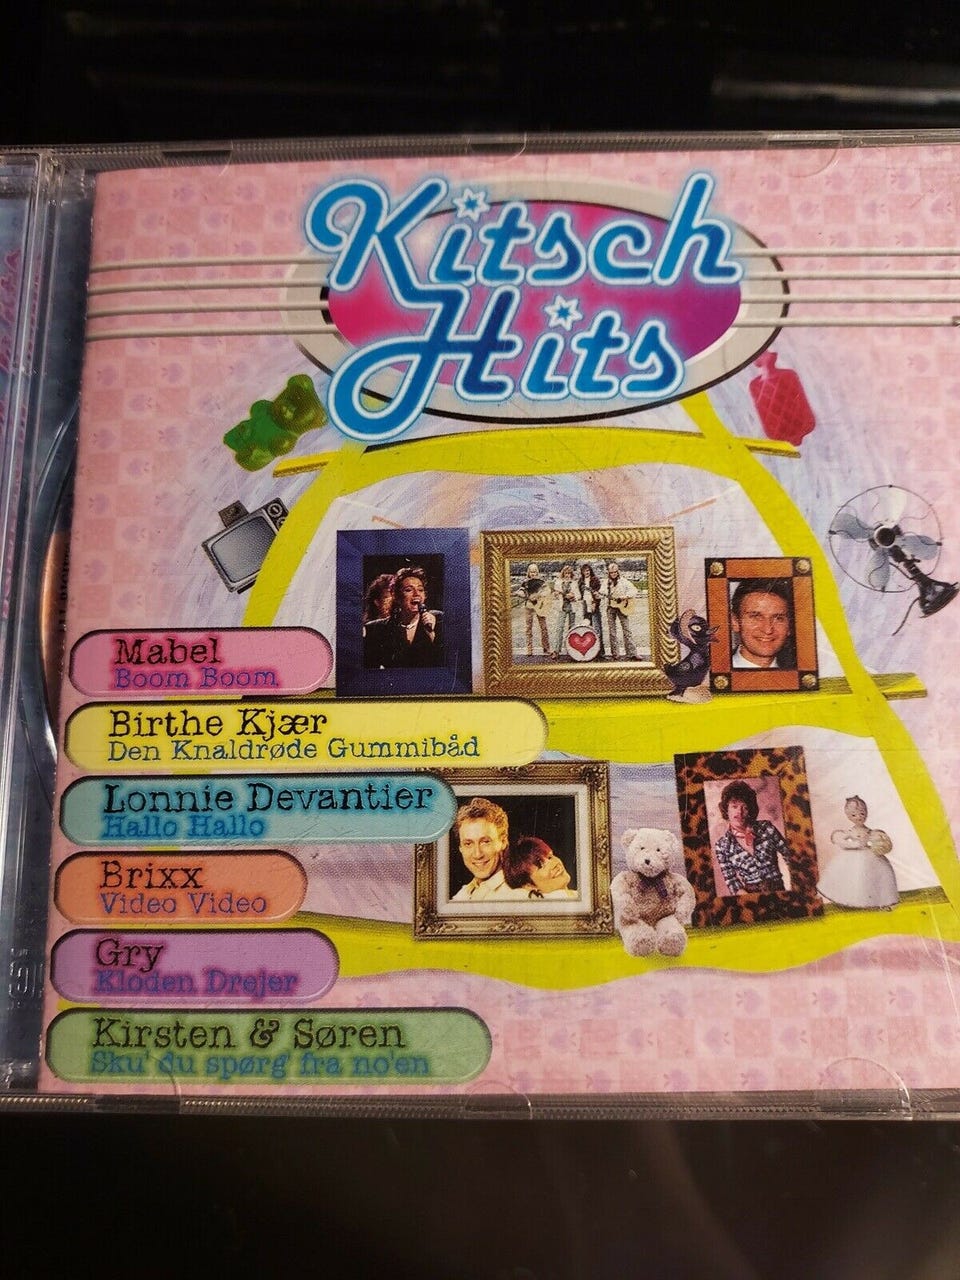 Kitsch
Hits
Mabel
Boom Boom
Birthe Kjær
Den Knaldrøde Gummibåd
Lonnie Devantier
Hallo Hallo
Brixx
Video Video
Gry
Kloden Drejer
Kirsten & Søren
Sku' du spørg' fra no'en